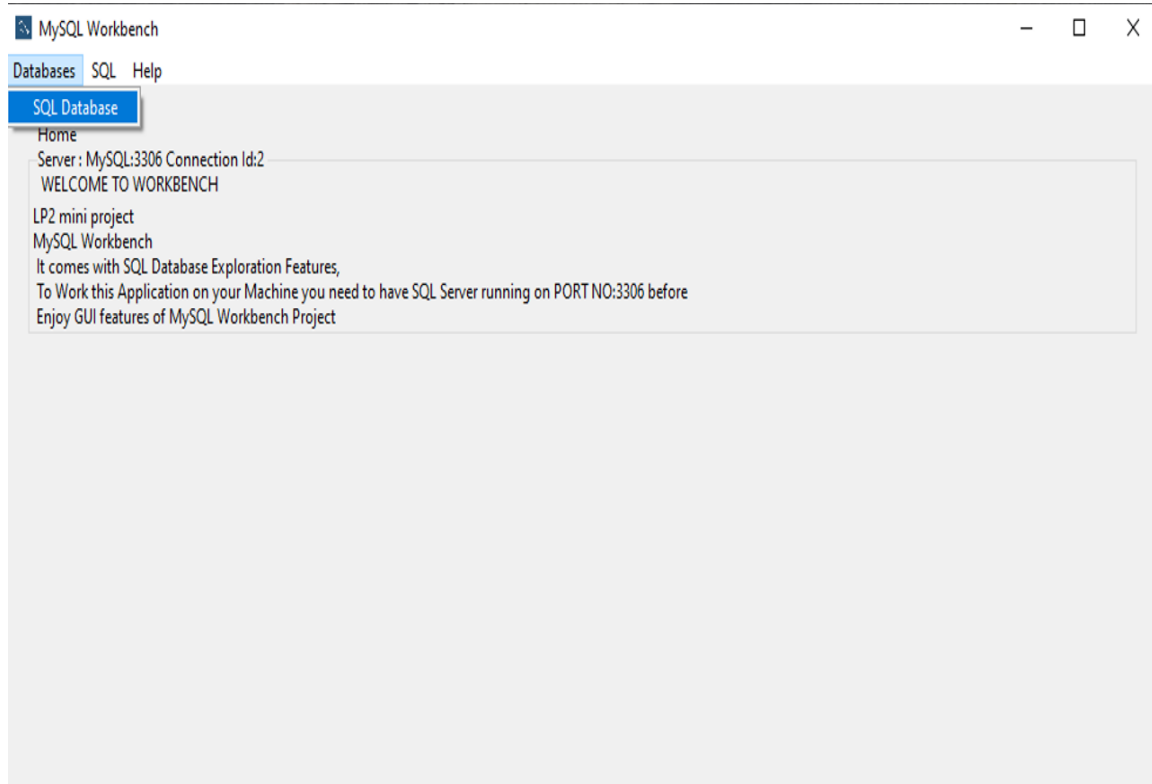 MySQL Workbench
Databases SQL Help
SQL Database
Home
Server : MySQL:3306 Connection Id:2
WELCOME TO WORKBENCH
LP2 mini project
MySQL Workbench
It comes with SQL Database Exploration Features,
To Work this Application on your Machine you need to have SQL Server running on PORT NO:3306 before
Enjoy GUI features of MySQL Workbench Project